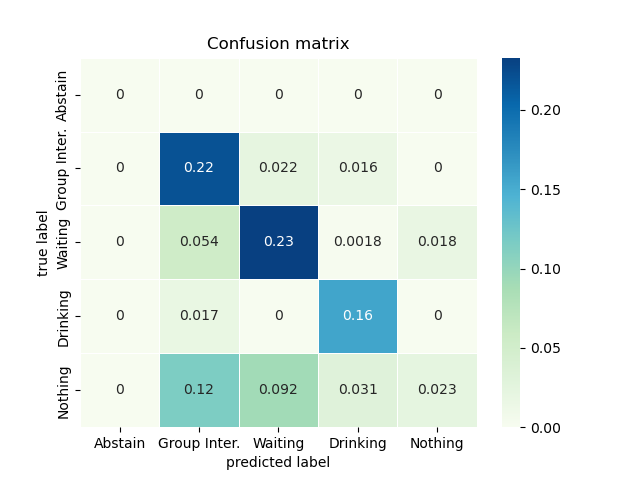 Confusion matrix
true label
Abstain 0 0 0 0 0
Group Inter. 0 0.22 0.022 0.016 0
Waiting 0 0.054 0.23 0.0018 0.018
Drinking 0 0.017 0 0.16 0
Nothing 0 0.12 0.092 0.031 0.023
Abstain Group Inter. Waiting Drinking Nothing
predicted label
0.20
0.15
0.10
0.05
0.00